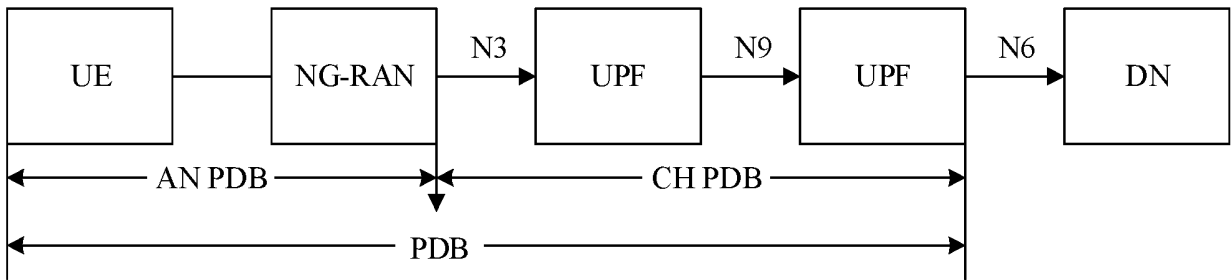 N3
N9
N6
UE
NG-RAN
UPF
UPF
DN
AN PDB
CH PDB
PDB